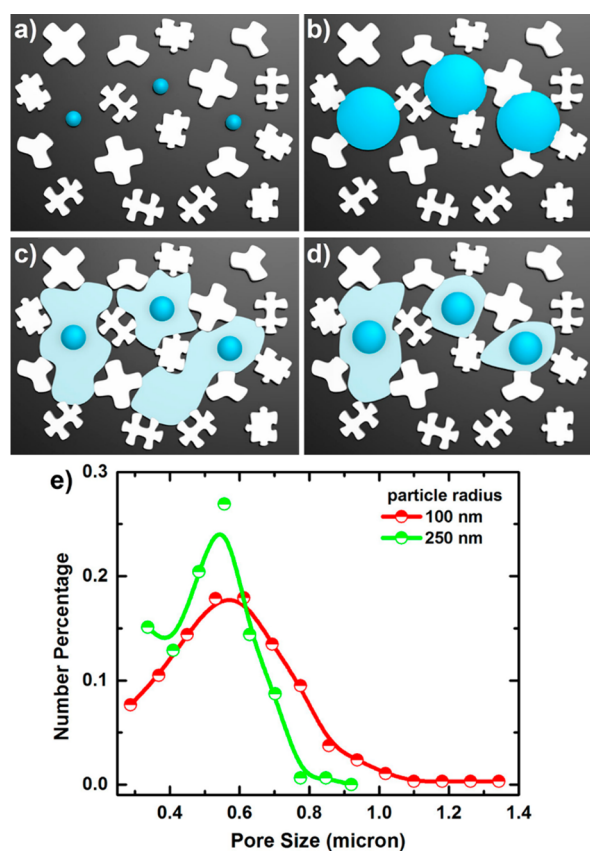 a)
b)
c)
d)
e)
particle radius
100 nm
250 nm
0.3
0.2
0.1
0.0
Number Percentage
0.4 0.6 0.8 1.0 1.2 1.4
Pore Size (micron)